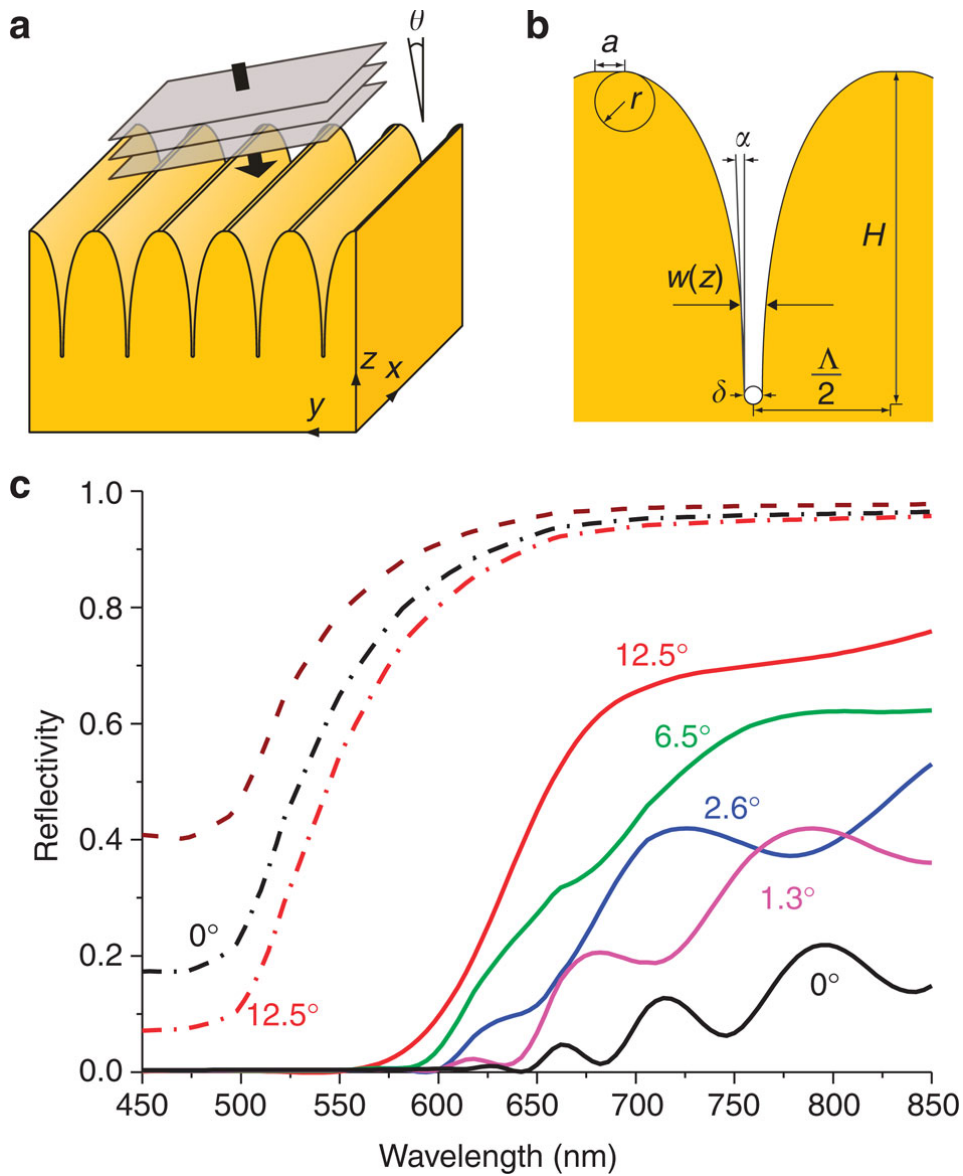 a
θ
z
x
y
b
a
r
α
H
w(z)
δ
Λ
2
c
1.0
0.8
0.6
0.4
0.2
0.0
Reflectivity
12.5°
6.5°
2.6°
1.3°
0°
0°
12.5°
450 500 550 600 650 700 750 800 850
Wavelength (nm)